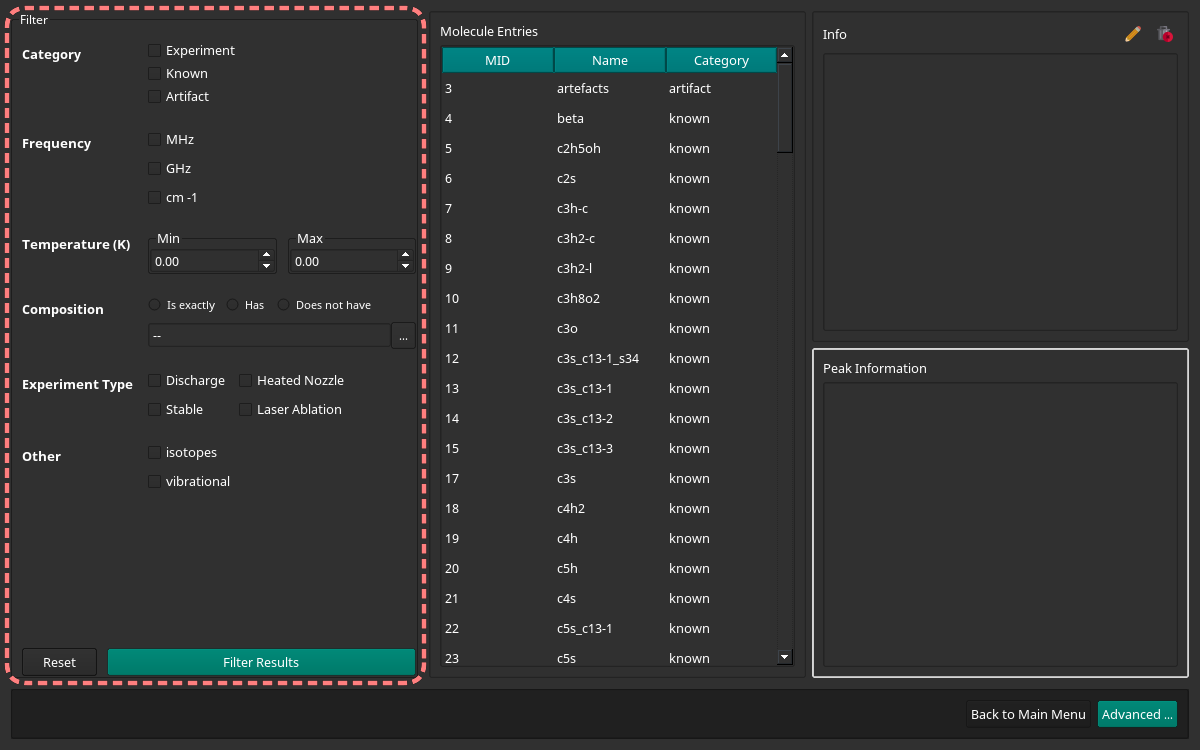 Filter
Category
Experiment
Known
Artifact
Frequency
MHz
GHz
cm -1
Temperature (K)
Min
Max
0.00
0.00
Composition
Is exactly
Has
Does not have
--
...
Experiment Type
Discharge
Heated Nozzle
Stable
Laser Ablation
Other
isotopes
vibrational
Reset
Filter Results
Molecule Entries
MID Name Category
3 artefacts artifact
4 beta known
5 c2h5oh known
6 c2s known
7 c3h-c known
8 c3h2-c known
9 c3h2-l known
10 c3h8o2 known
11 c3o known
12 c3s_c13-1_s34 known
13 c3s_c13-1 known
14 c3s_c13-2 known
15 c3s_c13-3 known
17 c3s known
18 c4h2 known
19 c4h known
20 c5h known
21 c4s known
22 c5s_c13-1 known
23 c5s known
Info
Peak Information
Back to Main Menu
Advanced ...